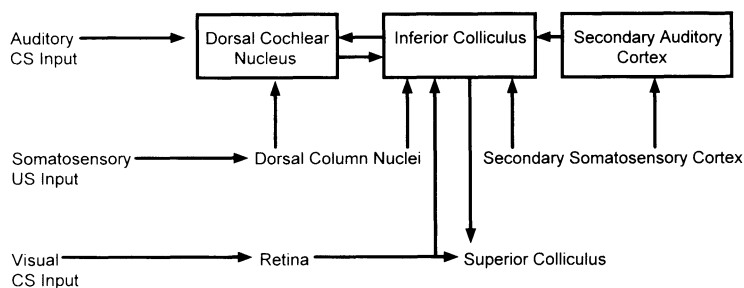 Auditory
CS Input
Dorsal Cochlear
Nucleus
Inferior Colliculus
Secondary Auditory
Cortex
Somatosensory
US Input
Dorsal Column Nuclei
Secondary Somatosensory Cortex
Visual
CS Input
Retina
Superior Colliculus